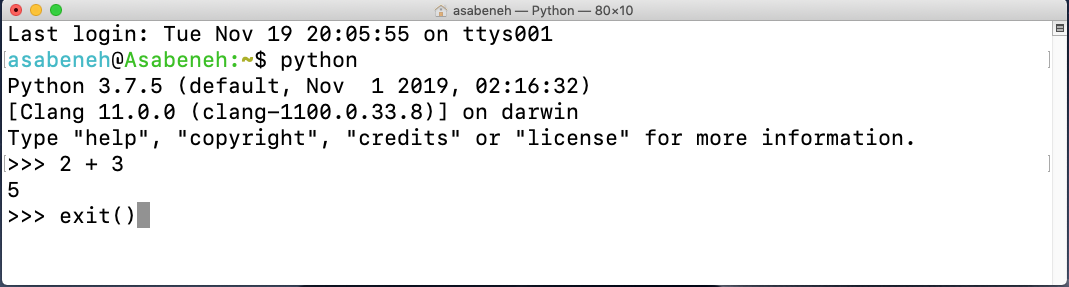 asabeneh — Python — 80×10
Last login: Tue Nov 19 20:05:55 on ttys001
[asabeneh@Asabeneh:~$ python ]
Python 3.7.5 (default, Nov  1 2019, 02:16:32)
[Clang 11.0.0 (clang-1100.0.33.8)] on darwin
Type "help", "copyright", "credits" or "license" for more information.
[>>> 2 + 3 ]
5
>>> exit()